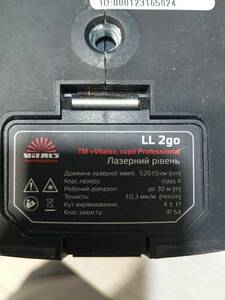 ID:000123165024
LL 2go
VITALS
PROFESSIONAL
TM «Vitals», серії Professional
Лазерний рівень
Довжина лазерної хвилі: 520±5 нм (nm)
Клас лазеру: class II
Робочий діапазон: до 30 м (m)
Точність: ±0,3 мм/м (mm/m)
Кут вирівнювання: 4 ± 1°
Клас захисту: IP 54